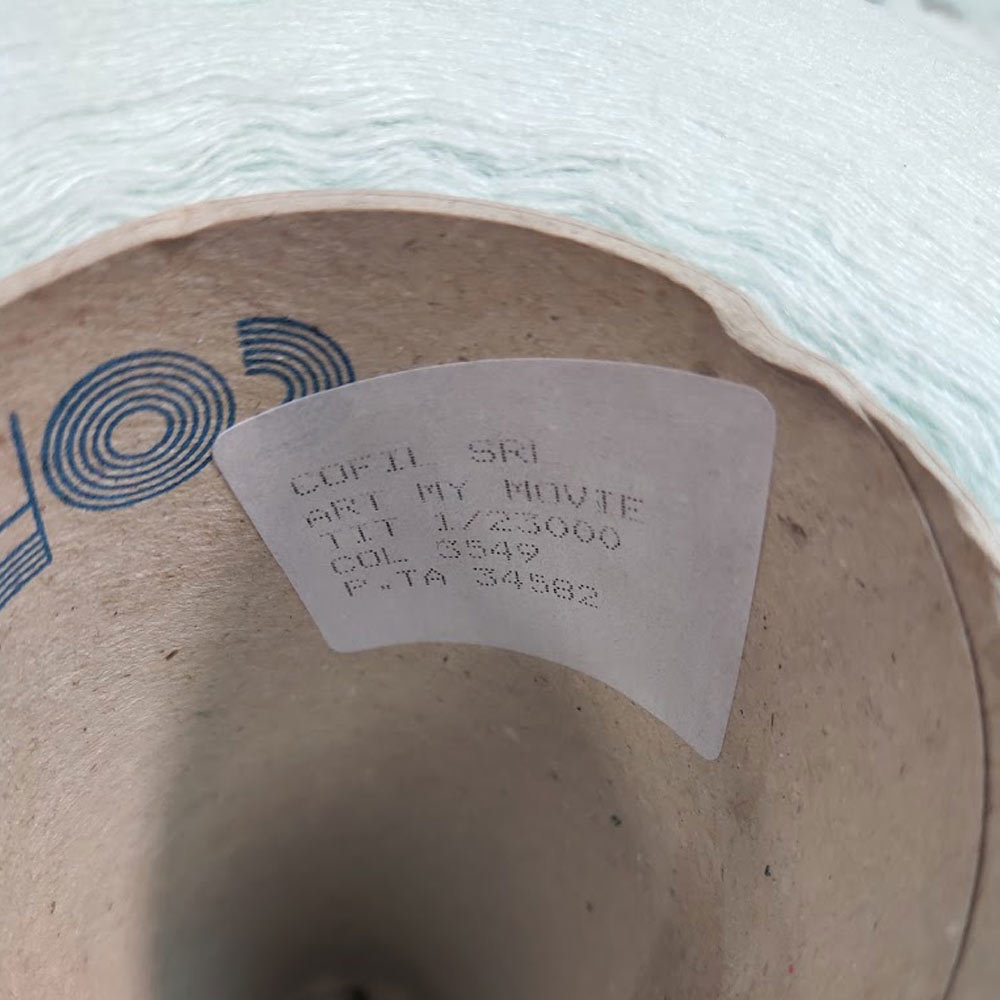 COFIL SRL
ART MY MOVIE
TIT 1/23000
COL 3549
P.TA 34582